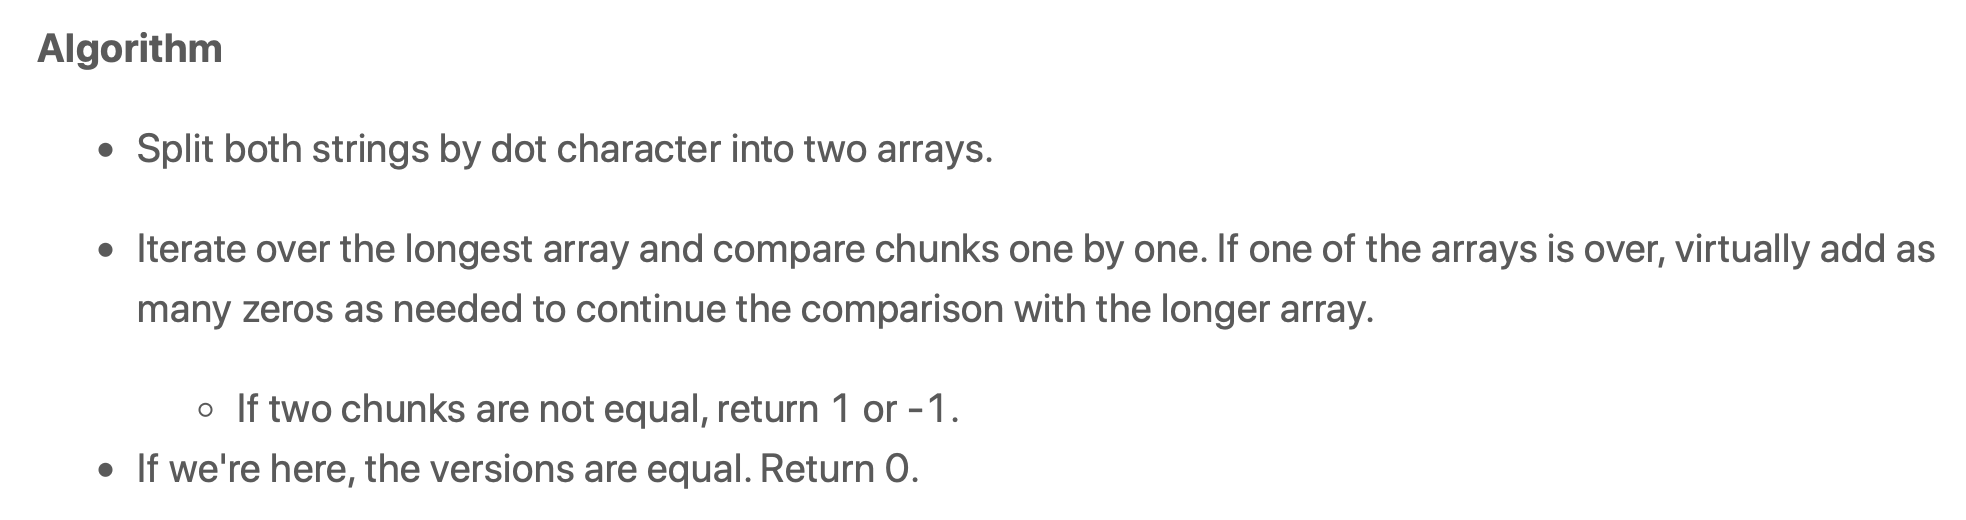 Algorithm
• Split both strings by dot character into two arrays.
• Iterate over the longest array and compare chunks one by one. If one of the arrays is over, virtually add as
many zeros as needed to continue the comparison with the longer array.
◦ If two chunks are not equal, return 1 or -1.
• If we're here, the versions are equal. Return 0.